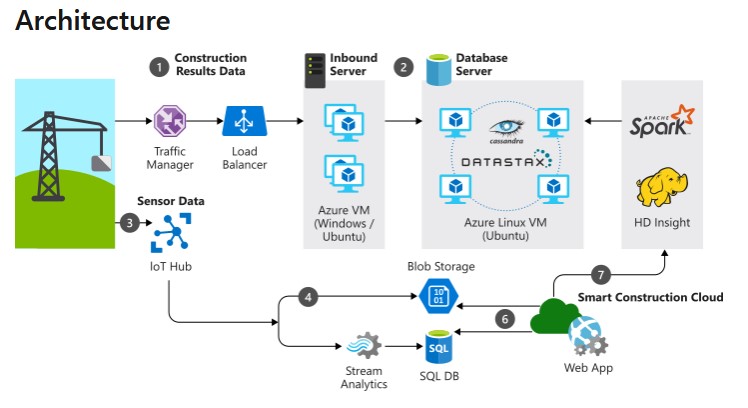 Architecture
1
Construction
Results Data
Inbound
Server
2
Database
Server
Traffic
Manager
Load
Balancer
Azure VM
(Windows /
Ubuntu)
cassandra
DATASTAX
Azure Linux VM
(Ubuntu)
APACHE
Spark
HD Insight
Sensor Data
3
IoT Hub
4
Blob Storage
10
01
7
Smart Construction Cloud
6
Stream
Analytics
SQL
SQL DB
Web App